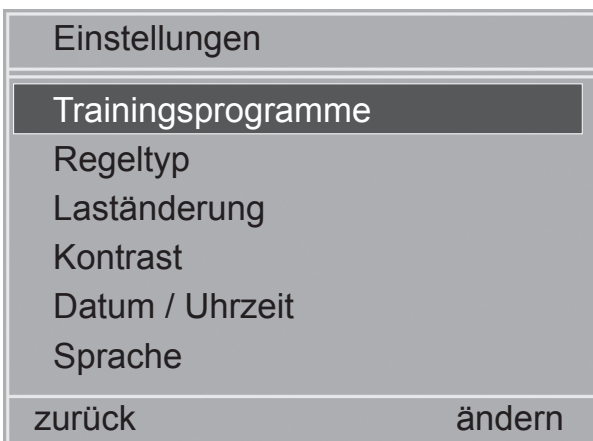 Einstellungen
Trainingsprogramme
Regeltyp
Laständerung
Kontrast
Datum / Uhrzeit
Sprache
zurück ändern